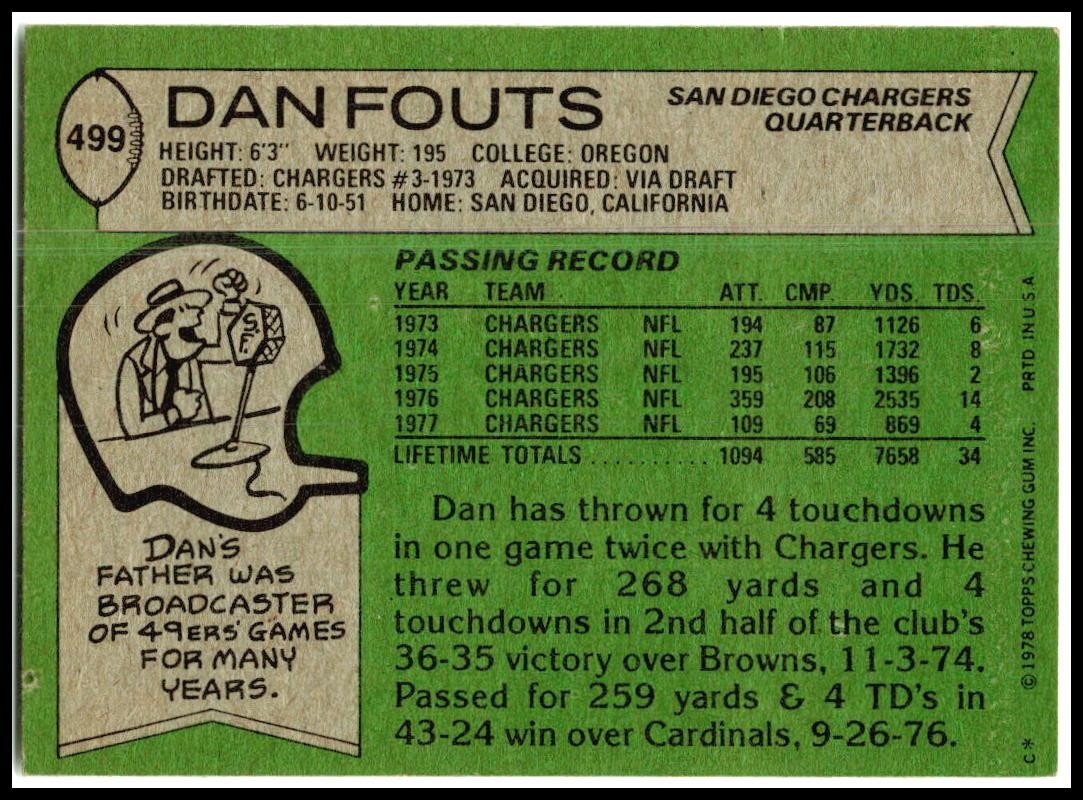 499
DAN FOUTS
SAN DIEGO CHARGERS
QUARTERBACK
HEIGHT: 6'3" WEIGHT: 195 COLLEGE: OREGON
DRAFTED: CHARGERS #3-1973 ACQUIRED: VIA DRAFT
BIRTHDATE: 6-10-51 HOME: SAN DIEGO, CALIFORNIA
S.F.
DAN'S
FATHER WAS
BROADCASTER
OF 49ERS' GAMES
FOR MANY
YEARS.
PASSING RECORD
YEAR TEAM ATT. CMP. YDS. TDS.
1973 CHARGERS NFL 194 87 1126 6
1974 CHARGERS NFL 237 115 1732 8
1975 CHARGERS NFL 195 106 1396 2
1976 CHARGERS NFL 359 208 2535 14
1977 CHARGERS NFL 109 69 869 4
LIFETIME TOTALS .......... 1094 585 7658 34
Dan has thrown for 4 touchdowns
in one game twice with Chargers. He
threw for 268 yards and 4
touchdowns in 2nd half of the club's
36-35 victory over Browns, 11-3-74.
Passed for 259 yards & 4 TD's in
43-24 win over Cardinals, 9-26-76.
C* ©1978 TOPPS CHEWING GUM INC. PRTD IN U.S.A